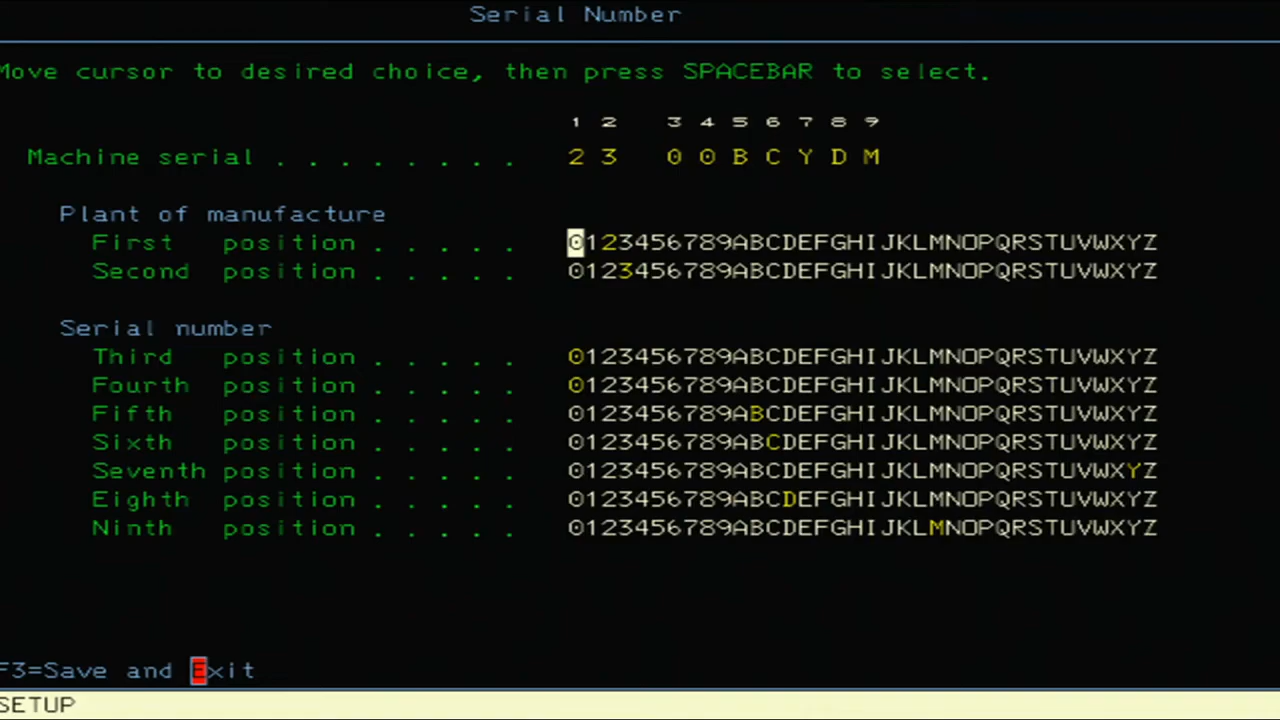 Serial Number
Move cursor to desired choice, then press SPACEBAR to select.
1 2 3 4 5 6 7 8 9
Machine serial . . . . . . . . 2 3 0 0 B C Y D M
Plant of manufacture
First position . . . . . 0123456789ABCDEFGHIJKLMNOPQRSTUVWXYZ
Second position . . . . . 0123456789ABCDEFGHIJKLMNOPQRSTUVWXYZ
Serial number
Third position . . . . . 0123456789ABCDEFGHIJKLMNOPQRSTUVWXYZ
Fourth position . . . . . 0123456789ABCDEFGHIJKLMNOPQRSTUVWXYZ
Fifth position . . . . . 0123456789ABCDEFGHIJKLMNOPQRSTUVWXYZ
Sixth position . . . . . 0123456789ABCDEFGHIJKLMNOPQRSTUVWXYZ
Seventh position . . . . . 0123456789ABCDEFGHIJKLMNOPQRSTUVWXYZ
Eighth position . . . . . 0123456789ABCDEFGHIJKLMNOPQRSTUVWXYZ
Ninth position . . . . . 0123456789ABCDEFGHIJKLMNOPQRSTUVWXYZ
F3=Save and Exit
SETUP